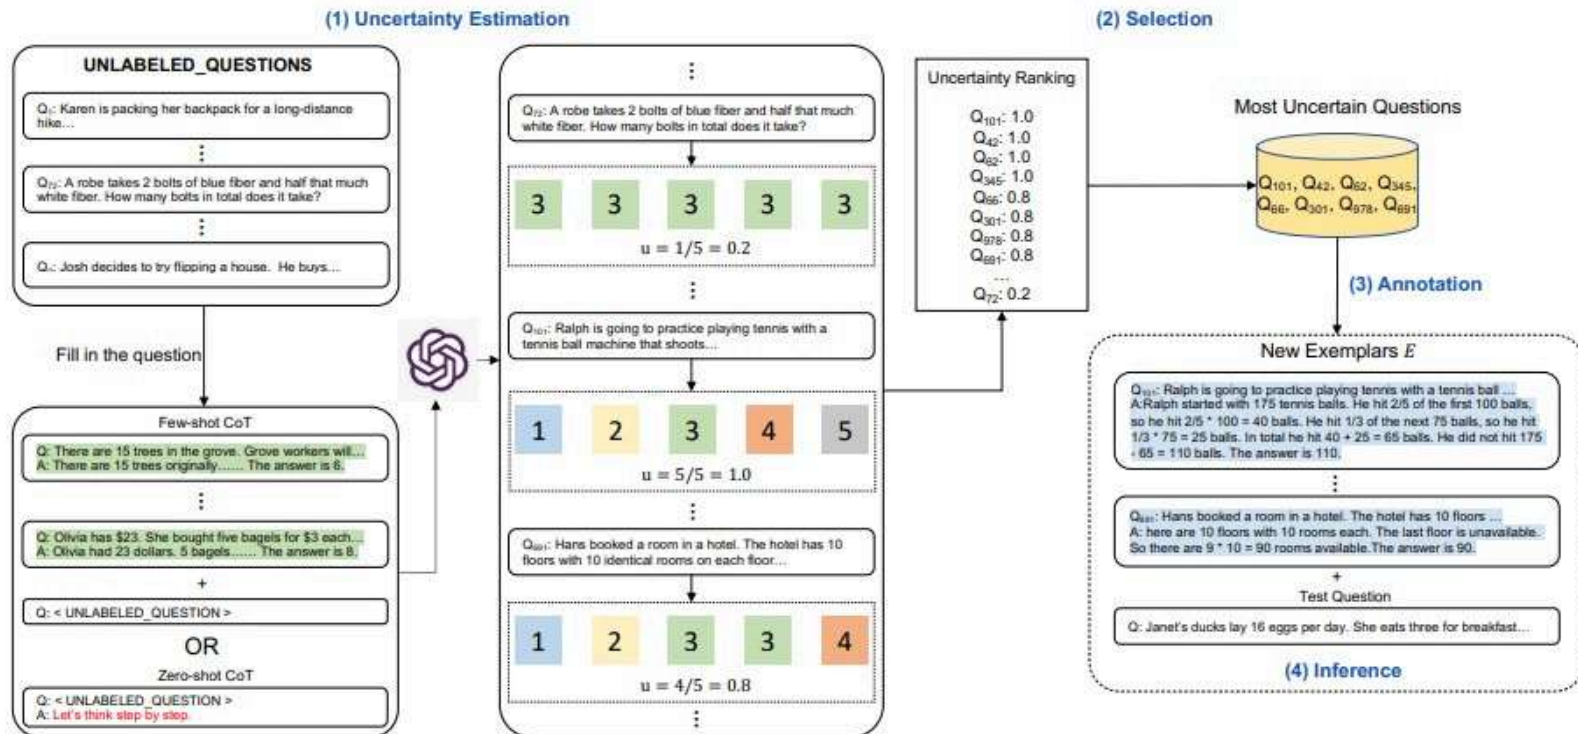 (1) Uncertainty Estimation
UNLABELED_QUESTIONS
Q₁: Karen is packing her backpack for a long-distance
hike…
⋮
Q₇₂: A robe takes 2 bolts of blue fiber and half that much
white fiber. How many bolts in total does it take?
⋮
Josh decides to try flipping a house. He buys…
Fill in the question
Few-shot CoT
Q: There are 15 trees in the grove. Grove workers will…
A: There are 15 trees originally…… The answer is 6.
⋮
Q: Olivia has $23. She bought five bagels for $3 each…
A: Olivia had 23 dollars. 5 bagels…… The answer is 8.
+
Q: < UNLABELED_QUESTION >
OR
Zero-shot CoT
Q: < UNLABELED_QUESTION >
A: Let's think step by step.
⋮
Q₇₂: A robe takes 2 bolts of blue fiber and half that much
white fiber. How many bolts in total does it take?
3 3 3 3 3
u = 1/5 = 0.2
⋮
Q₁₀₁: Ralph is going to practice playing tennis with a
tennis ball machine that shoots…
1 2 3 4 5
u = 5/5 = 1.0
⋮
Q₆₉₁: Hans booked a room in a hotel. The hotel has 10
floors with 10 identical rooms on each floor…
1 2 3 3 4
u = 4/5 = 0.8
⋮
(2) Selection
Uncertainty Ranking
Q₁₀₁: 1.0
Q₄₂: 1.0
Q₆₂: 1.0
Q₃₄₅: 1.0
Q₆₆: 0.8
Q₃₀₁: 0.8
Q₉₇₈: 0.8
Q₆₉₁: 0.8
…
Q₇₂: 0.2
Most Uncertain Questions
Q₁₀₁, Q₄₂, Q₆₂, Q₃₄₅,
Q₆₆, Q₃₀₁, Q₉₇₈, Q₆₉₁
(3) Annotation
New Exemplars E
Q₁₀₁: Ralph is going to practice playing tennis with a tennis ball …
A:Ralph started with 175 tennis balls. He hit 2/5 of the first 100 balls,
so he hit 2/5 * 100 = 40 balls. He hit 1/3 of the next 75 balls, so he hit
1/3 * 75 = 25 balls. In total he hit 40 + 25 = 65 balls. He did not hit 175
- 65 = 110 balls. The answer is 110.
⋮
Q₆₉₁: Hans booked a room in a hotel. The hotel has 10 floors …
A: here are 10 floors with 10 rooms each. The last floor is unavailable.
So there are 9 * 10 = 90 rooms available.The answer is 90.
+
Test Question
Q: Janet's ducks lay 16 eggs per day. She eats three for breakfast…
(4) Inference